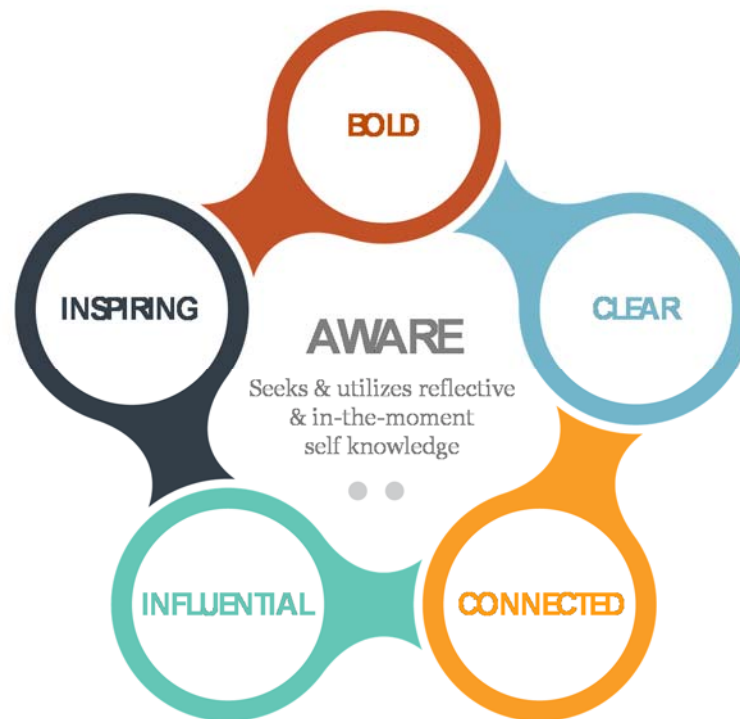 BOLD
INSPIRING
CLEAR
AWARE
Seeks & utilizes reflective
& in-the-moment
self knowledge
INFLUENTIAL
CONNECTED